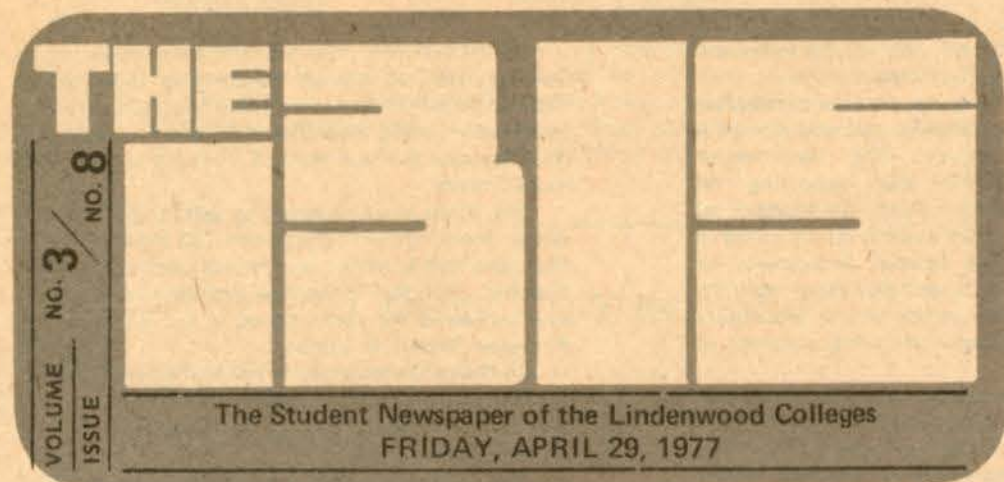 THE IBIS
VOLUME NO. 3/
ISSUE NO. 8
The Student Newspaper of the Lindenwood Colleges
FRIDAY, APRIL 29, 1977